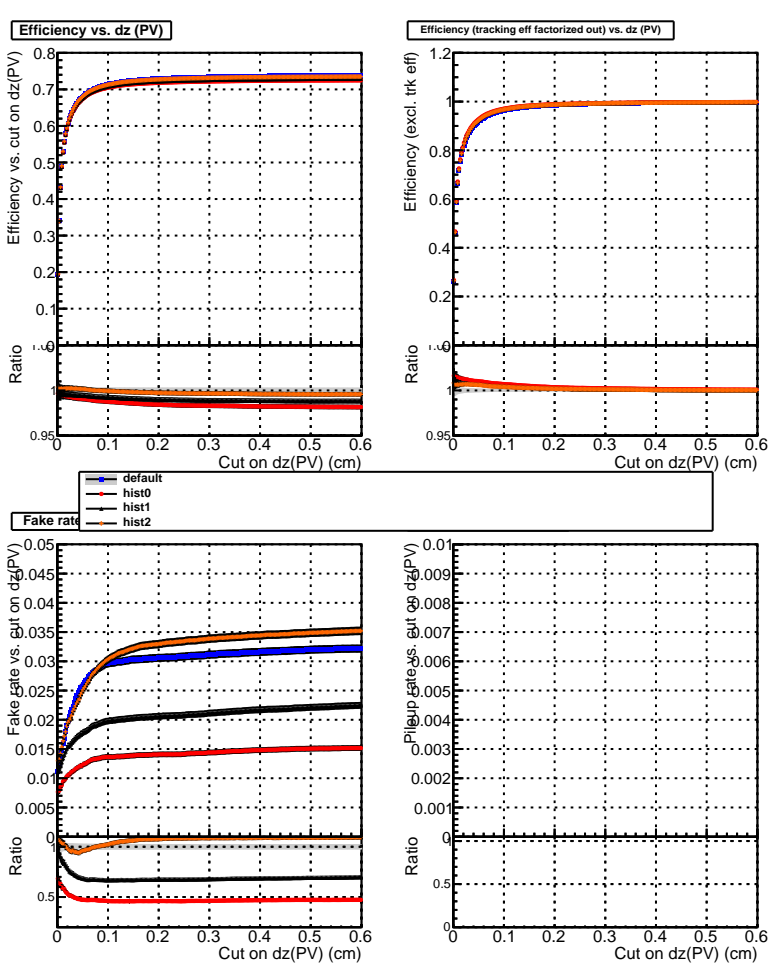 Efficiency vs. dz (PV)
Efficiency vs. cut on dz(PV)
0.8
0.7
0.6
0.5
0.4
0.3
0.2
0.1
0
Ratio
1
0.95
0 0.1 0.2 0.3 0.4 0.5 0.6
Cut on dz(PV) (cm)
Efficiency (tracking eff factorized out) vs. dz (PV)
Efficiency (excl. trk eff)
1.2
1
0.8
0.6
0.4
0.2
0
Ratio
1
0.95
0 0.1 0.2 0.3 0.4 0.5 0.6
Cut on dz(PV) (cm)
default
hist0
hist1
hist2
Fake rate
Fake rate vs. cut on dz(PV)
0.05
0.045
0.04
0.035
0.03
0.025
0.02
0.015
0.01
0.005
0
Ratio
1
0.5
0 0.1 0.2 0.3 0.4 0.5 0.6
Cut on dz(PV) (cm)
Pileup rate vs. cut on dz(PV)
0.01
0.009
0.008
0.007
0.006
0.005
0.004
0.003
0.002
0.001
0
Ratio
1
0.5
0
0 0.1 0.2 0.3 0.4 0.5 0.6
Cut on dz(PV) (cm)